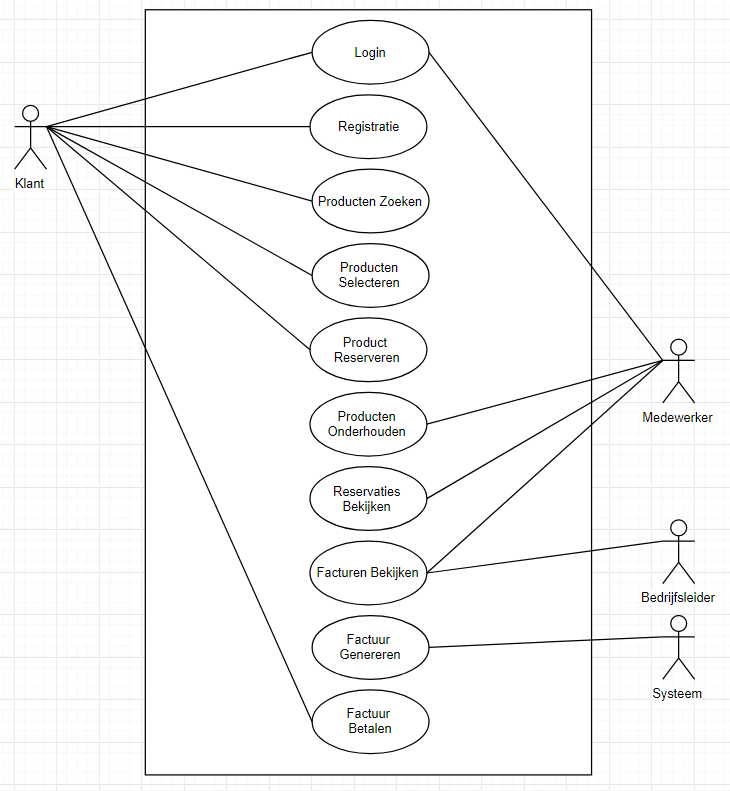 Login
Registratie
Klant
Producten Zoeken
Producten
Selecteren
Product
Reserveren
Producten
Onderhouden
Medewerker
Reservaties
Bekijken
Facturen Bekijken
Bedrijfsleider
Factuur
Genereren
Systeem
Factuur
Betalen